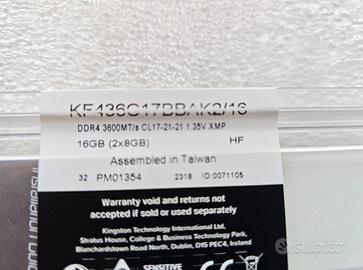 KF436C17BBAK2/16
DDR4 3600MT/s CL17-21-21 1.35V XMP
16GB (2x8GB) HF
Assembled in Taiwan
32 PM01354 2318 ID:0071105
Warranty void and returns
not accepted if opened
or used separately
Kingston Technology International Ltd.
Stratus House, College & Business Technology Park,
Blanchardstown Road North, Dublin, D15 PEC4, Ireland
SENSITIVE
subito